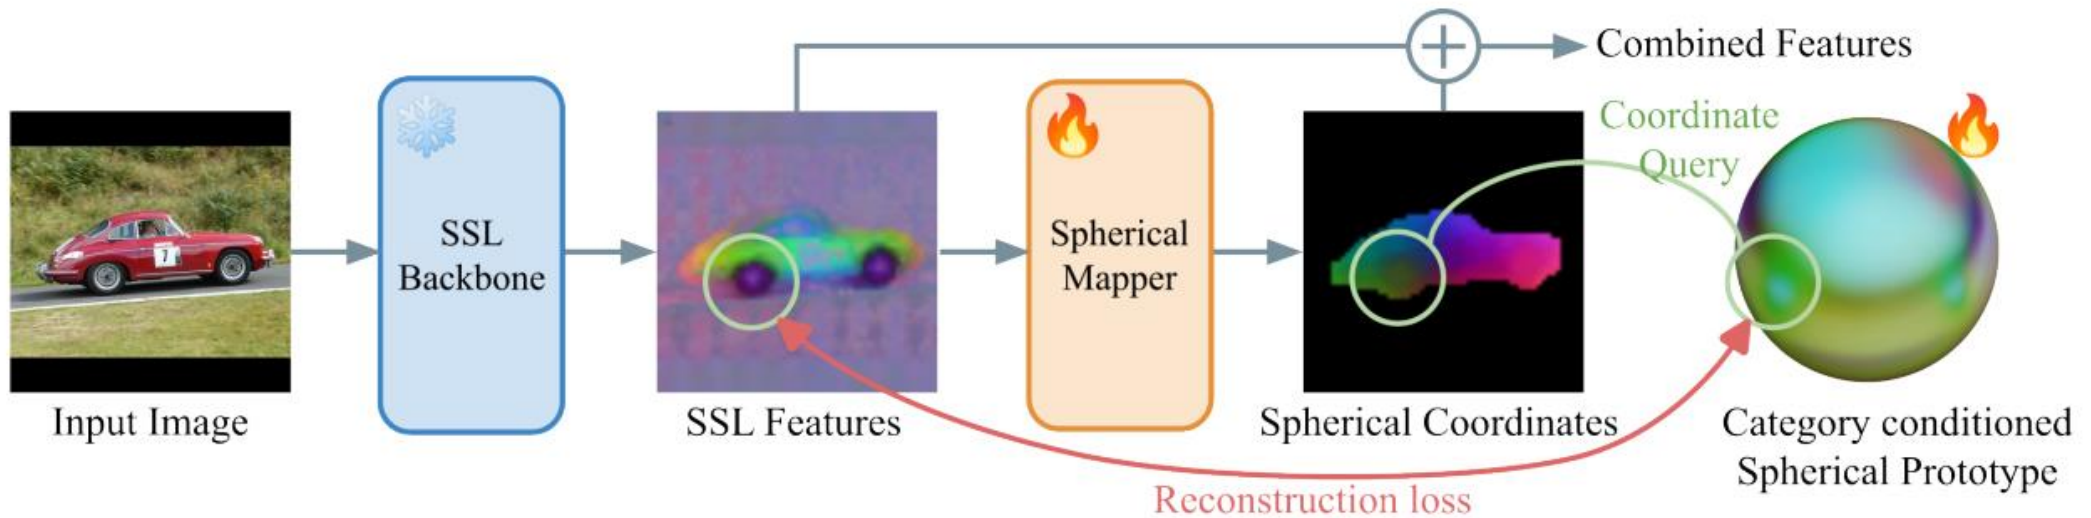 Combined Features
Coordinate
Query
SSL
Backbone
Spherical
Mapper
7
Input Image
SSL Features
Spherical Coordinates
Category conditioned
Spherical Prototype
Reconstruction loss